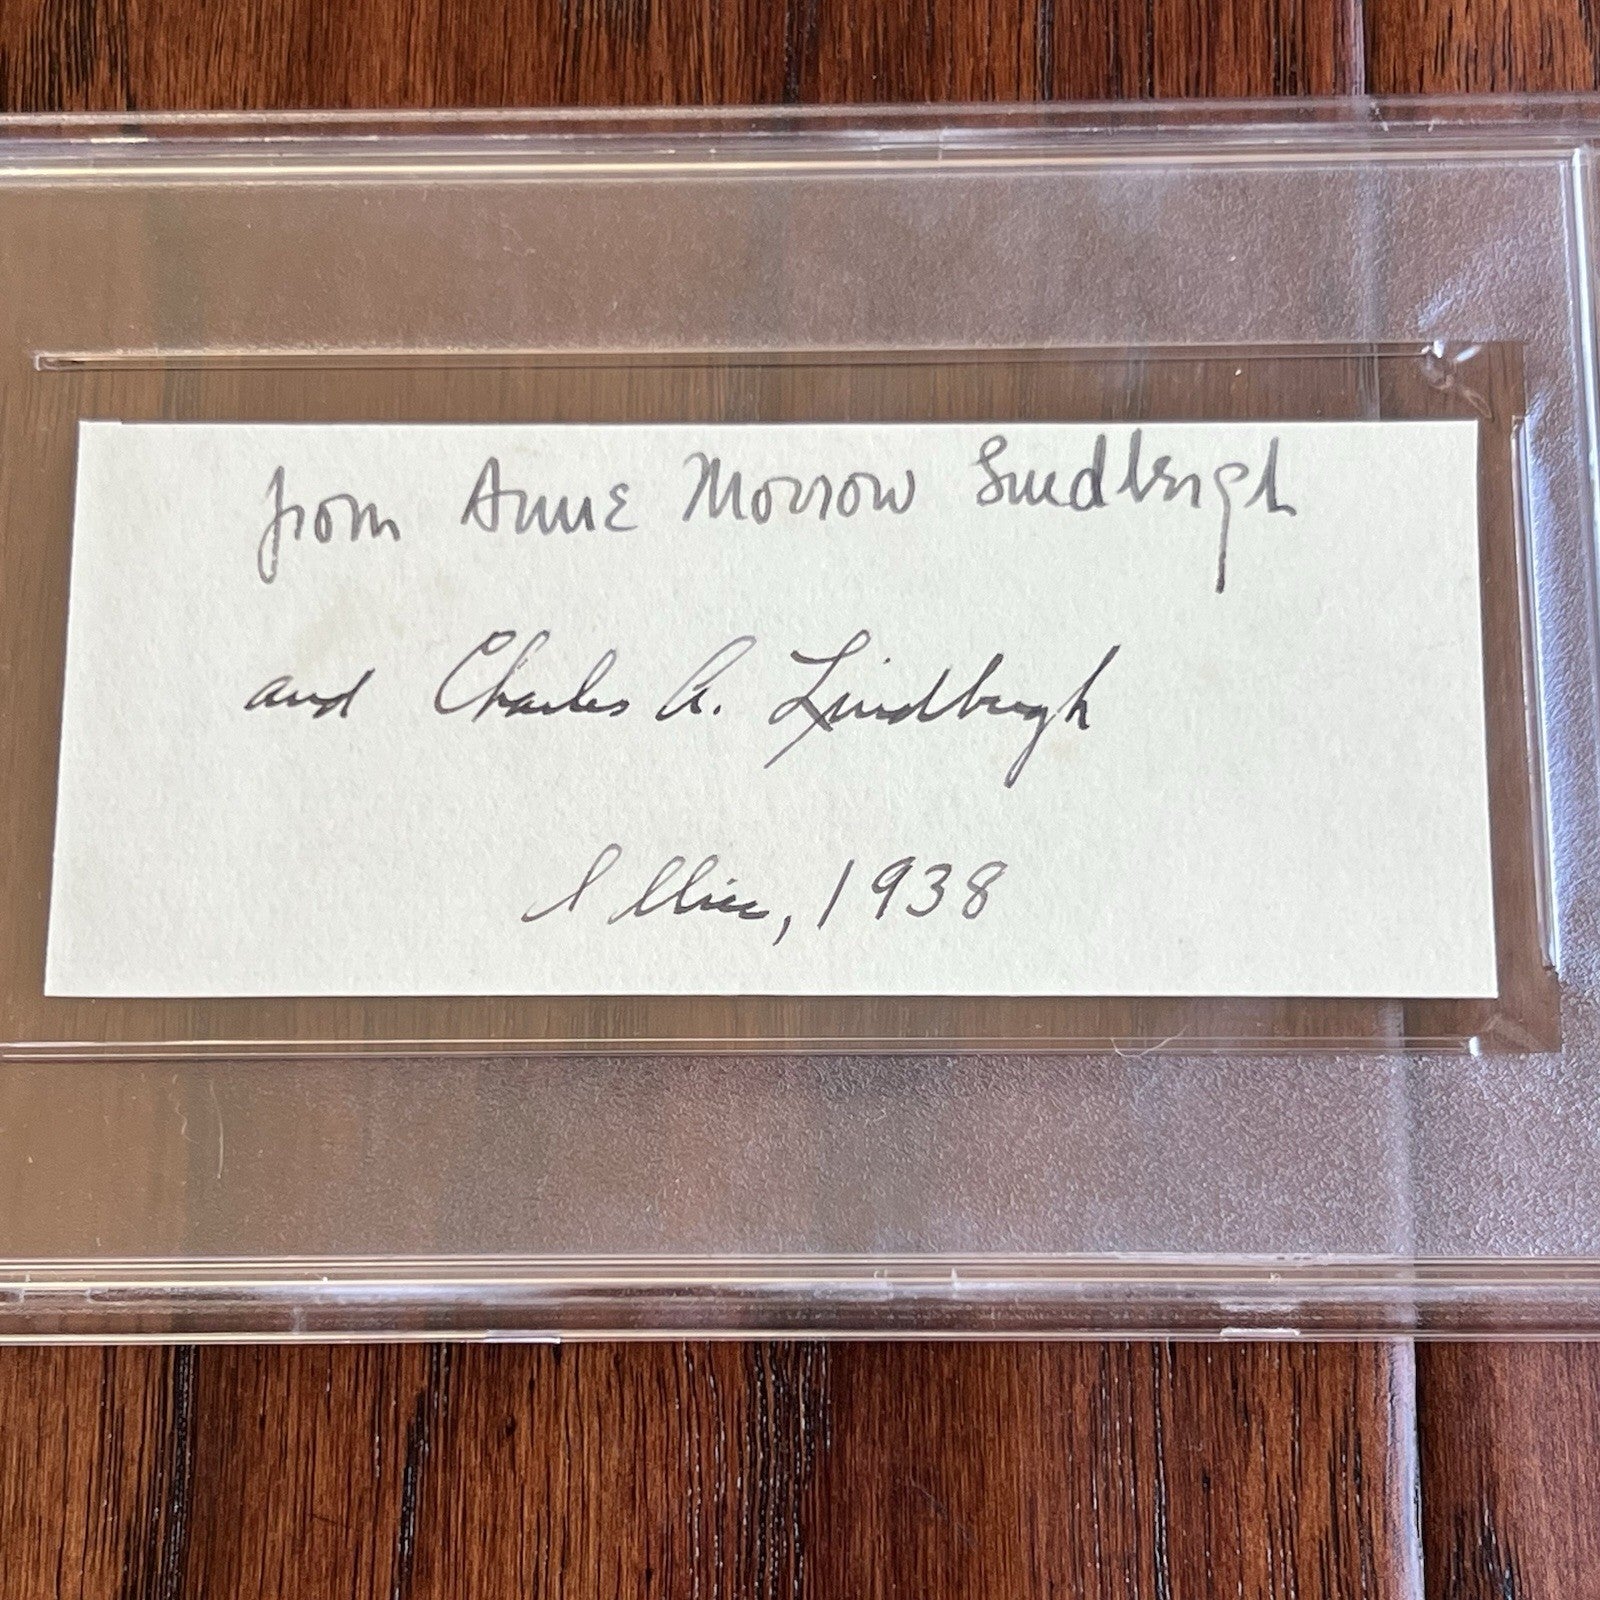 from Anne Morrow Lindbergh
and Charles A. Lindbergh
Illiec, 1938